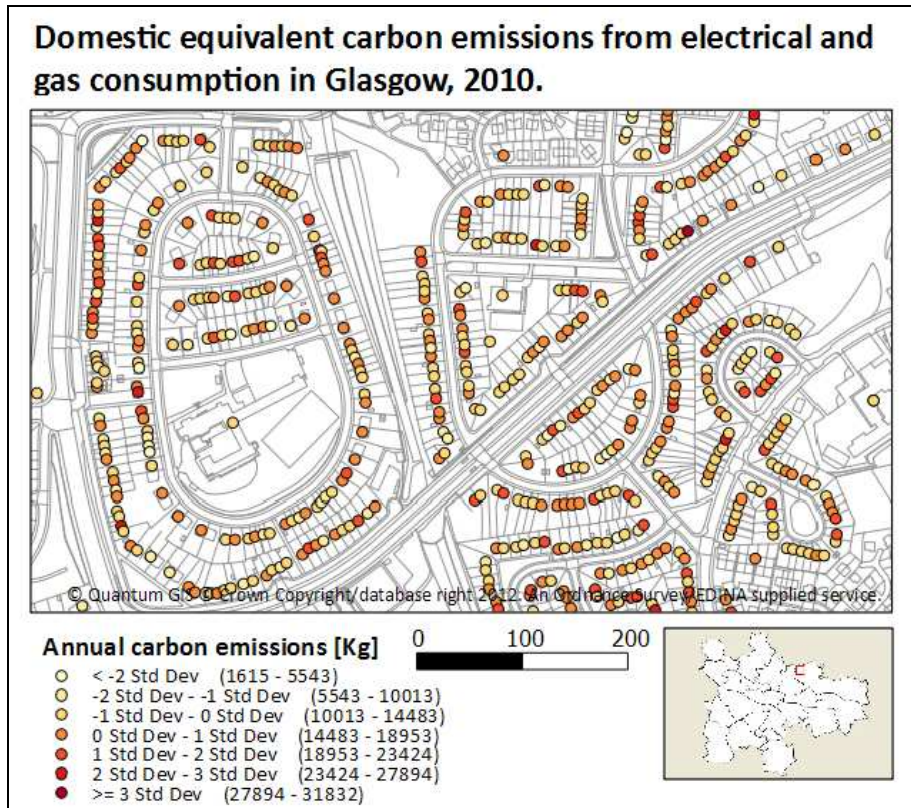 Domestic equivalent carbon emissions from electrical and
gas consumption in Glasgow, 2010.
© Quantum GIS © Crown Copyright/database right 2012. An Ordnance Survey/EDINA supplied service.
Annual carbon emissions [Kg]
0 100 200
< -2 Std Dev (1615 - 5543)
-2 Std Dev - -1 Std Dev (5543 - 10013)
-1 Std Dev - 0 Std Dev (10013 - 14483)
0 Std Dev - 1 Std Dev (14483 - 18953)
1 Std Dev - 2 Std Dev (18953 - 23424)
2 Std Dev - 3 Std Dev (23424 - 27894)
>= 3 Std Dev (27894 - 31832)